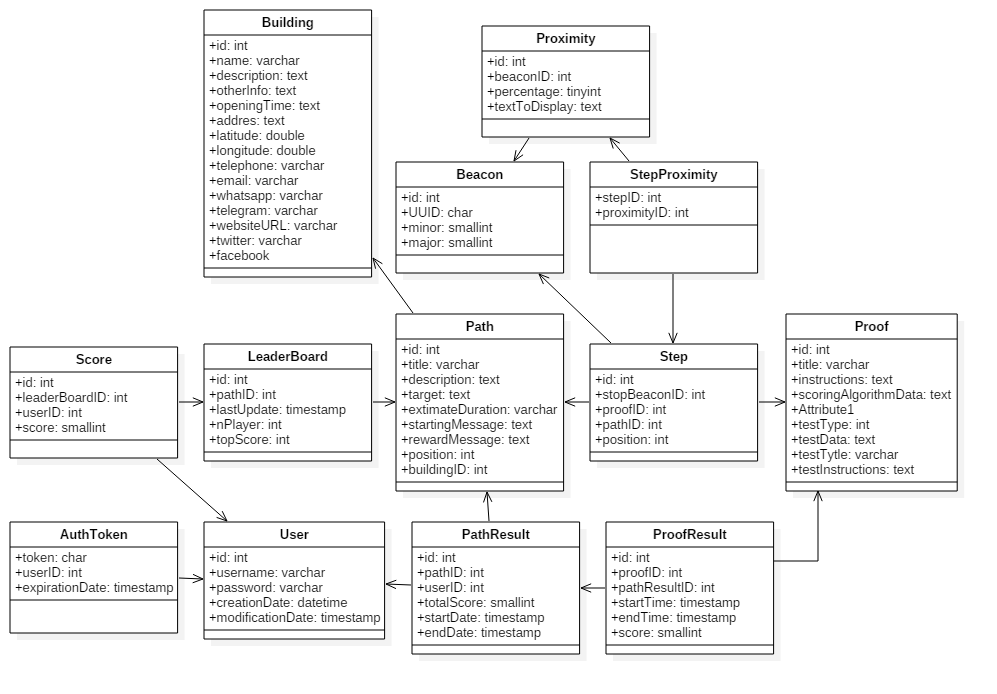 Building
+id: int
+name: varchar
+description: text
+otherInfo: text
+openingTime: text
+addres: text
+latitude: double
+longitude: double
+telephone: varchar
+email: varchar
+whatsapp: varchar
+telegram: varchar
+websiteURL: varchar
+twitter: varchar
+facebook
Proximity
+id: int
+beaconID: int
+percentage: tinyint
+textToDisplay: text
Beacon
+id: int
+UUID: char
+minor: smallint
+major: smallint
StepProximity
+stepID: int
+proximityID: int
Score
+id: int
+leaderBoardID: int
+userID: int
+score: smallint
LeaderBoard
+id: int
+pathID: int
+lastUpdate: timestamp
+nPlayer: int
+topScore: int
Path
+id: int
+title: varchar
+description: text
+target: text
+extimateDuration: varchar
+startingMessage: text
+rewardMessage: text
+position: int
+buildingID: int
Step
+id: int
+stopBeaconID: int
+proofID: int
+pathID: int
+position: int
Proof
+id: int
+title: varchar
+instructions: text
+scoringAlgorithmData: text
+Attribute1
+testType: int
+testData: text
+testTytle: varchar
+testInstructions: text
AuthToken
+token: char
+userID: int
+expirationDate: timestamp
User
+id: int
+username: varchar
+password: varchar
+creationDate: datetime
+modificationDate: timestamp
PathResult
+id: int
+pathID: int
+userID: int
+totalScore: smallint
+startDate: timestamp
+endDate: timestamp
ProofResult
+id: int
+proofID: int
+pathResultID: int
+startTime: timestamp
+endTime: timestamp
+score: smallint